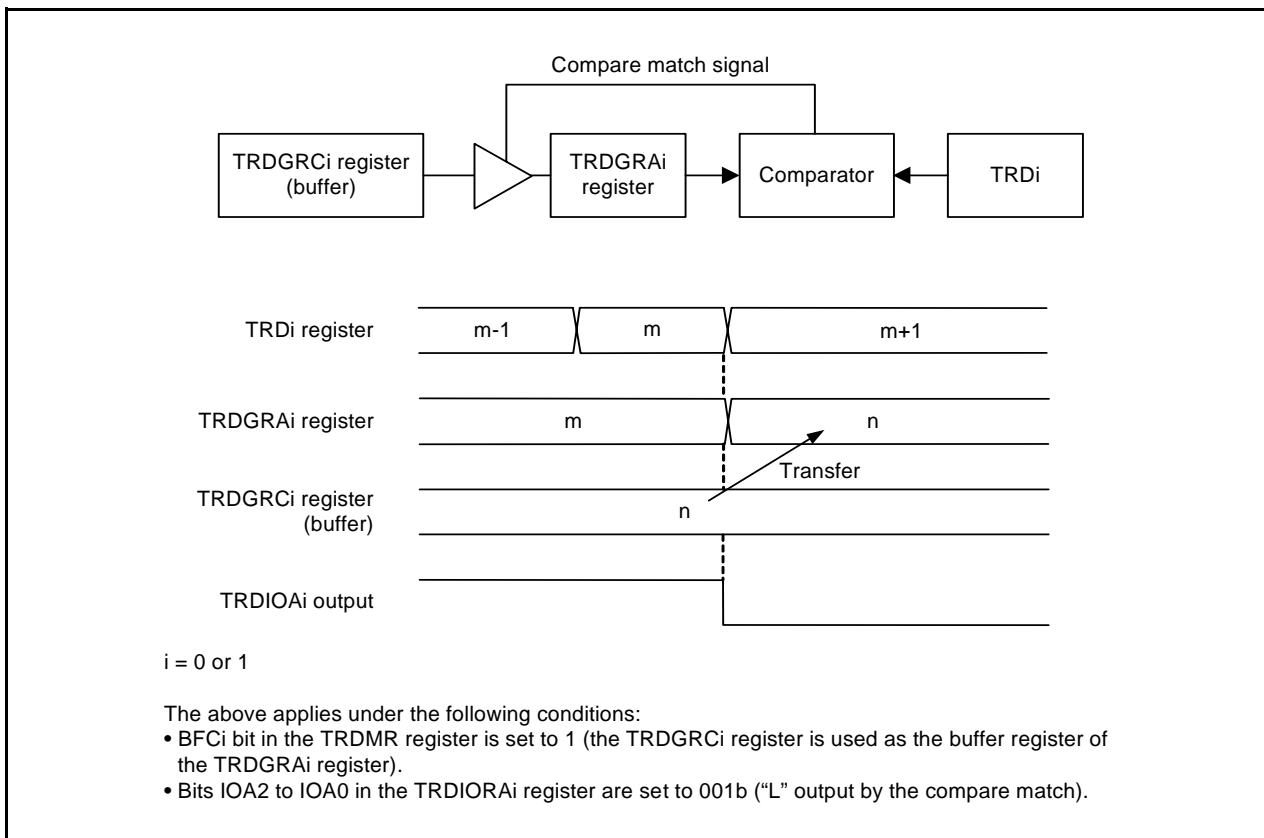 Compare match signal
TRDGRCi register
(buffer)
TRDGRAi
register
Comparator
TRDi
TRDi register
m-1
m
m+1
TRDGRAi register
m
n
Transfer
TRDGRCi register
(buffer)
n
TRDIOAi output
i = 0 or 1
The above applies under the following conditions:
• BFCi bit in the TRDMR register is set to 1 (the TRDGRCi register is used as the buffer register of
the TRDGRAi register).
• Bits IOA2 to IOA0 in the TRDIORAi register are set to 001b (“L” output by the compare match).